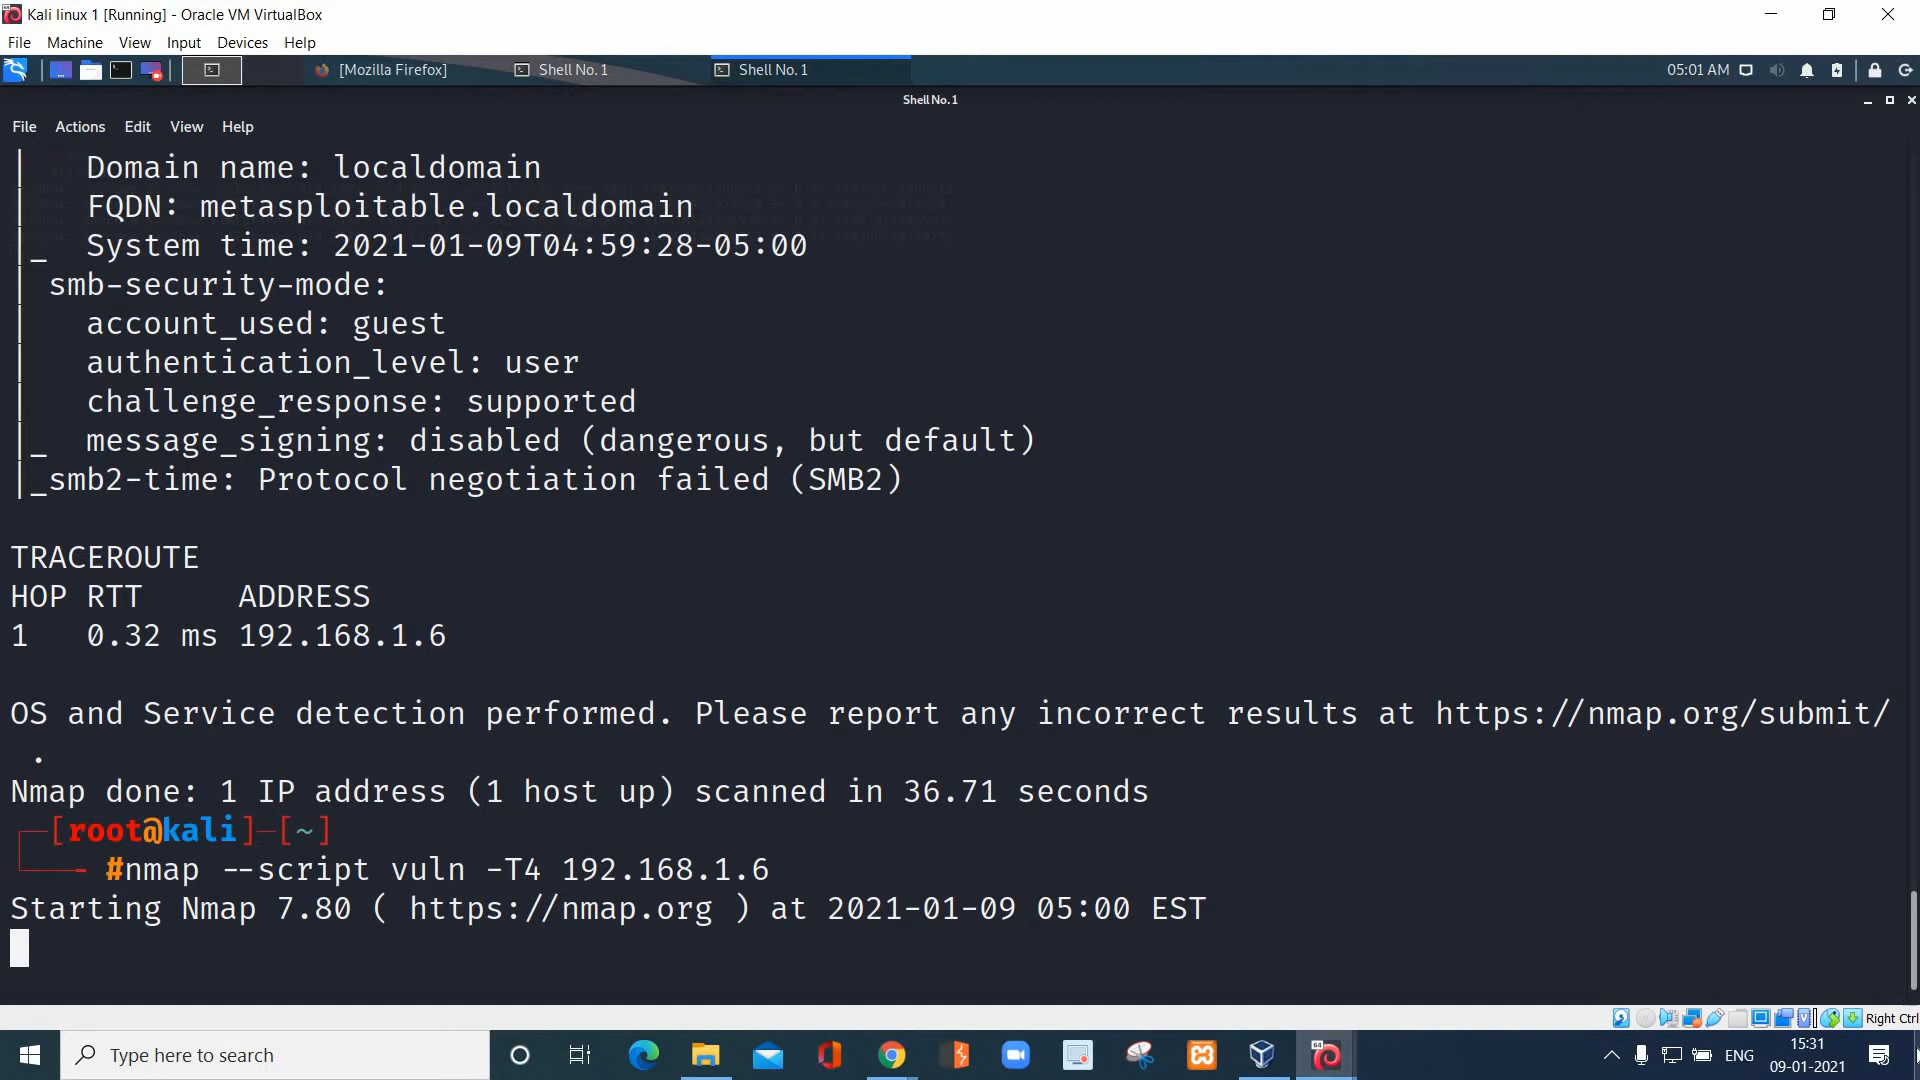 Kali linux 1 [Running] - Oracle VM VirtualBox
File Machine View Input Devices Help
[Mozilla Firefox] Shell No. 1 Shell No. 1 05:01 AM
Shell No. 1
File Actions Edit View Help
|   Domain name: localdomain
|   FQDN: metasploitable.localdomain
|_  System time: 2021-01-09T04:59:28-05:00
| smb-security-mode:
|   account_used: guest
|   authentication_level: user
|   challenge_response: supported
|_  message_signing: disabled (dangerous, but default)
|_smb2-time: Protocol negotiation failed (SMB2)
TRACEROUTE
HOP RTT     ADDRESS
1   0.32 ms 192.168.1.6
OS and Service detection performed. Please report any incorrect results at https://nmap.org/submit/
 .
Nmap done: 1 IP address (1 host up) scanned in 36.71 seconds
┌─[root@kali]─[~]
└──╼ #nmap --script vuln -T4 192.168.1.6
Starting Nmap 7.80 ( https://nmap.org ) at 2021-01-09 05:00 EST
Right Ctrl
Type here to search
ENG
15:31
09-01-2021